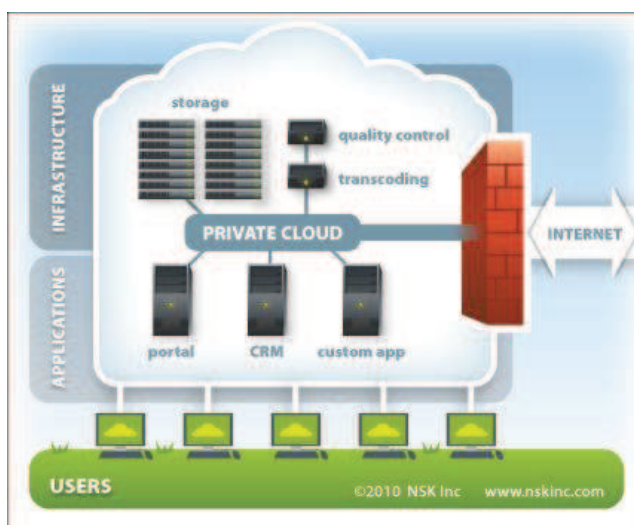 INFRASTRUCTURE
storage
quality control
transcoding
PRIVATE CLOUD
INTERNET
APPLICATIONS
portal
CRM
custom app
USERS
©2010 NSK Inc www.nskinc.com